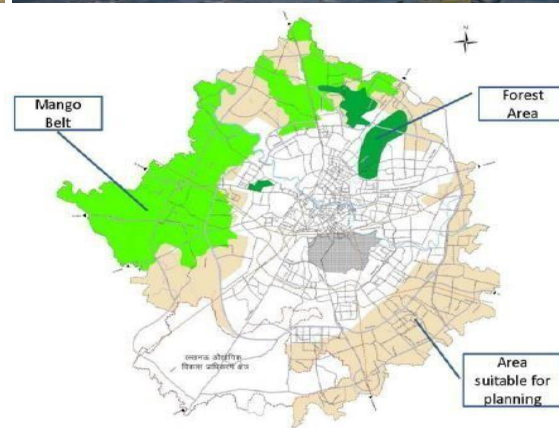 Mango
Belt
Forest
Area
लखनऊ औद्योगिक
विकास प्राधिकरण क्षेत्र
Area
suitable for
planning